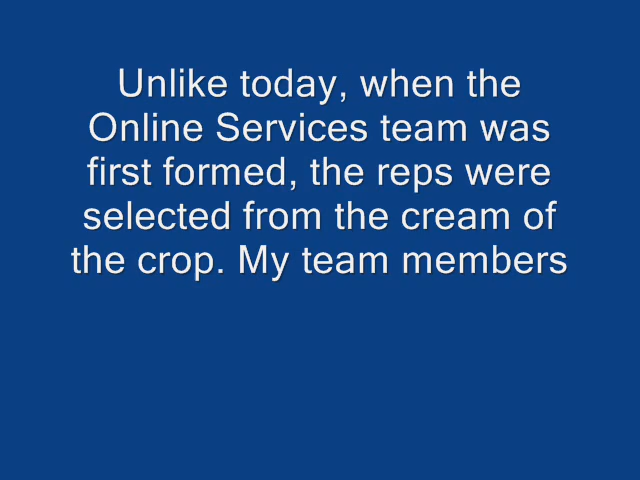 Unlike today, when the
Online Services team was
first formed, the reps were
selected from the cream of
the crop. My team members